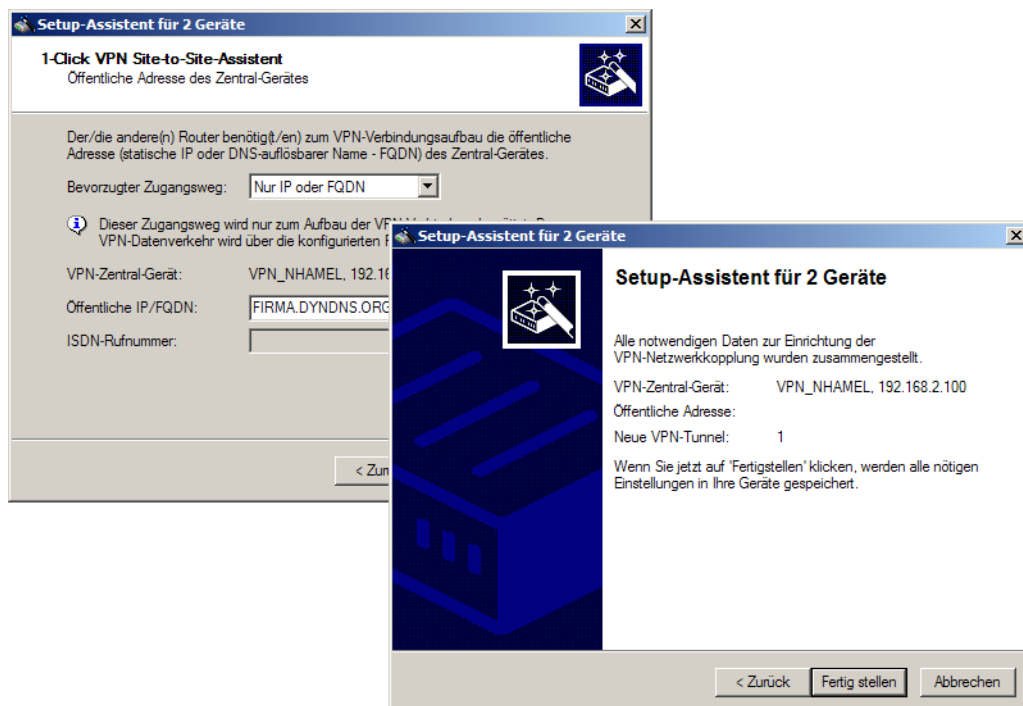 Setup-Assistent für 2 Geräte
1-Click VPN Site-to-Site-Assistent
Öffentliche Adresse des Zentral-Gerätes
Der/die andere(n) Router benötig(t/en) zum VPN-Verbindungsaufbau die öffentliche
Adresse (statische IP oder DNS-auflösbarer Name - FQDN) des Zentral-Gerätes.
Bevorzugter Zugangsweg: Nur IP oder FQDN
Dieser Zugangsweg wird nur zum Aufbau der
VPN-Datenverkehr wird über die konfigurierten
VPN-Zentral-Gerät: VPN_NHAMEL, 192.16
Öffentliche IP/FQDN: FIRMA.DYNDNS.ORG
ISDN-Rufnummer:
< Zur
Setup-Assistent für 2 Geräte
Setup-Assistent für 2 Geräte
Alle notwendigen Daten zur Einrichtung der
VPN-Netzwerkkopplung wurden zusammengestellt.
VPN-Zentral-Gerät: VPN_NHAMEL, 192.168.2.100
Öffentliche Adresse:
Neue VPN-Tunnel: 1
Wenn Sie jetzt auf 'Fertigstellen' klicken, werden alle nötigen
Einstellungen in Ihre Geräte gespeichert.
< Zurück Fertig stellen Abbrechen